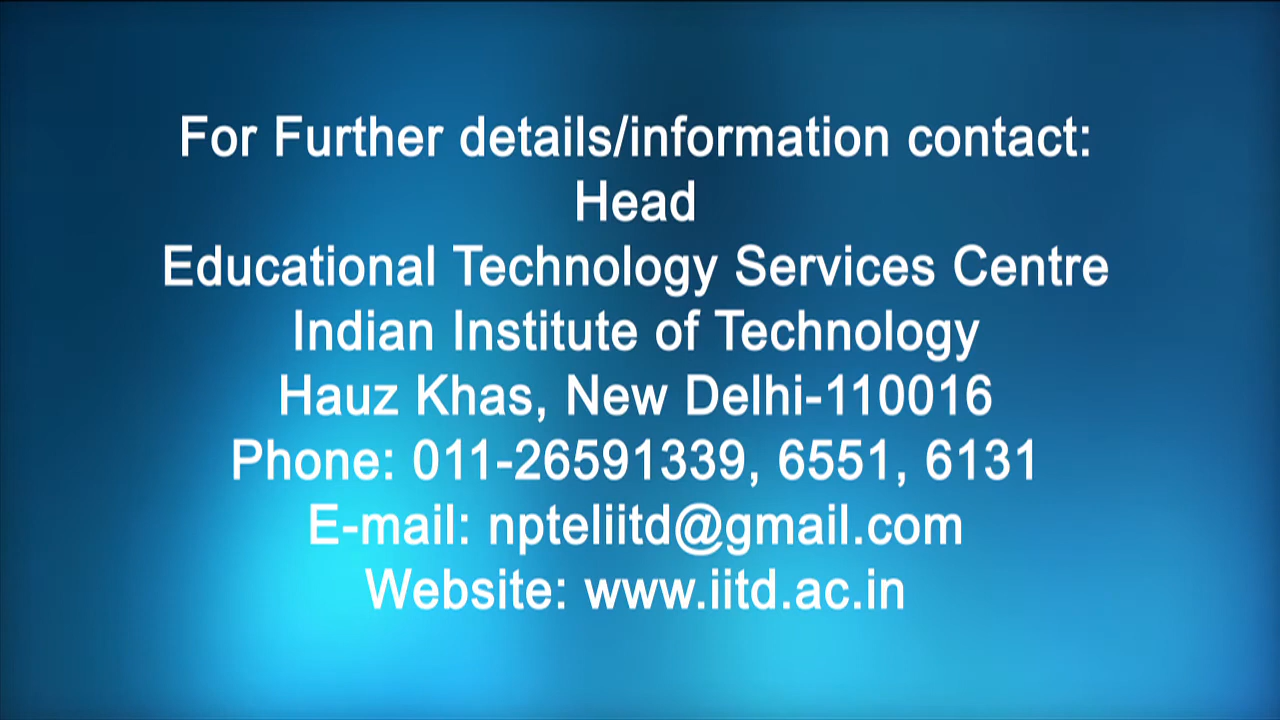 For Further details/information contact:
Head
Educational Technology Services Centre
Indian Institute of Technology
Hauz Khas, New Delhi-110016
Phone: 011-26591339, 6551, 6131
E-mail: npteliitd@gmail.com
Website: www.iitd.ac.in